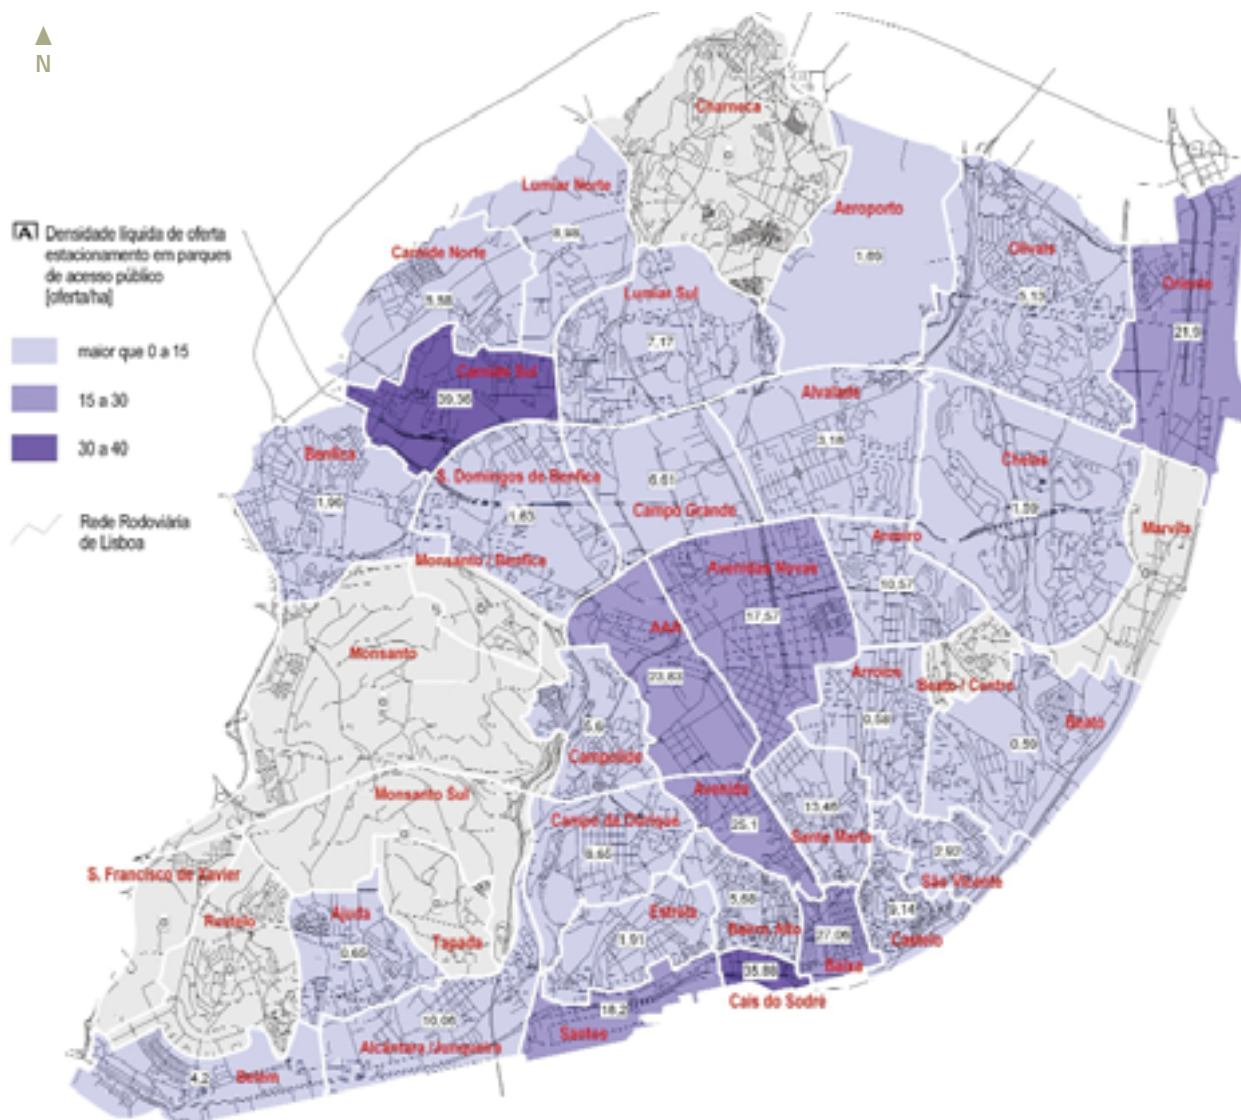 N
A Densidade líquida de oferta
estacionamento em parques
de acesso público
[oferta/ha]
maior que 0 a 15
15 a 30
30 a 40
Rede Rodoviária
de Lisboa
Charneca
Lumiar Norte
8,98
Aeroporto
1.69
Carnide Norte
5.58
Olivais
5.13
Lumiar Sul
7,17
Oriente
21.9
Carnide Sul
39,36
Alvalade
3,18
Benfica
1,96
S. Domingos de Benfica
1,63
6,61
Campo Grande
Chelas
1,59
Marvila
Monsanto / Benfica
Avenidas Novas
17,57
Areeiro
10,57
AAA
23,83
Monsanto
Arroios
0,58
Beato / Centro
Beato
0,59
5,6
Campolide
Monsanto Sul
Avenida
25,1
13,46
Santa Marta
Campo de Ourique
8,65
2,92
São Vicente
S. Francisco de Xavier
Restelo
Ajuda
0,65
Tapada
Estrela
3,91
5,68
Bairro Alto
27,06
Baixa
9,14
Castelo
35,88
Cais do Sodré
18,2
Santos
10,06
Alcântara /Junqueira
4,2
Belém